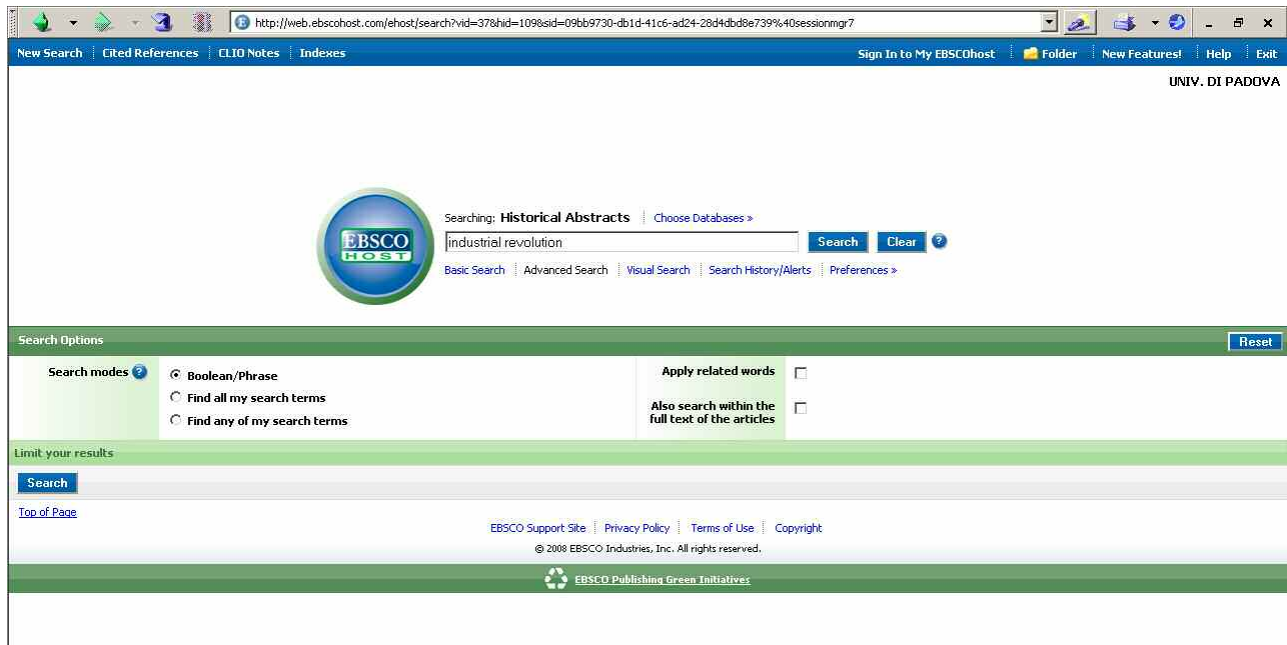 http://web.ebscohost.com/ehost/search?vid=37&hid=109&sid=09bb9730-db1d-41c6-ad24-28d4dbd8e739%40sessionmgr7
New Search Cited References CLIO Notes Indexes Sign In to My EBSCOhost Folder New Features! Help Exit
UNIV. DI PADOVA
EBSCO
HOST
Searching: Historical Abstracts Choose Databases »
industrial revolution Search Clear ?
Basic Search Advanced Search Visual Search Search History/Alerts Preferences »
Search Options Reset
Search modes ? Boolean/Phrase
Find all my search terms
Find any of my search terms
Apply related words
Also search within the
full text of the articles
Limit your results
Search
Top of Page
EBSCO Support Site Privacy Policy Terms of Use Copyright
© 2008 EBSCO Industries, Inc. All rights reserved.
EBSCO Publishing Green Initiatives